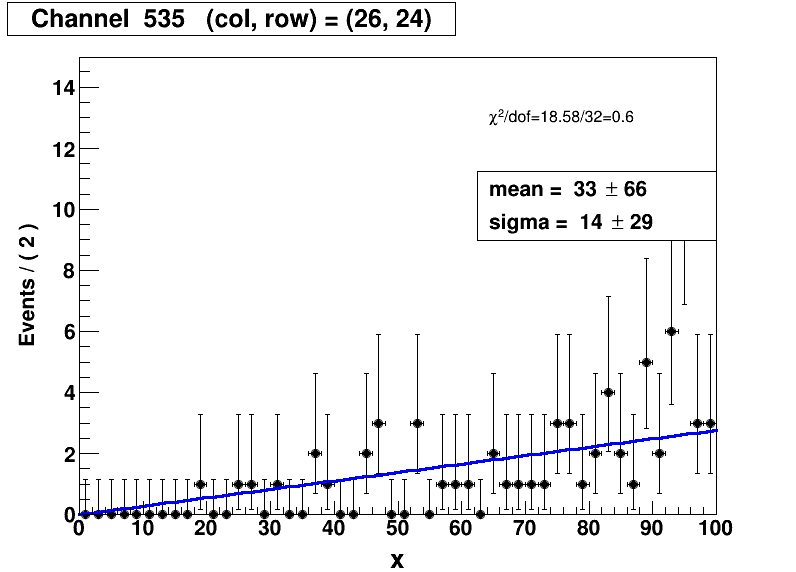 Channel 535 (col, row) = (26, 24)
χ²/dof=18.58/32=0.6
mean = 33 ± 66
sigma = 14 ± 29
Events / ( 2 )
14
12
10
8
6
4
2
0
0 10 20 30 40 50 60 70 80 90 100
x